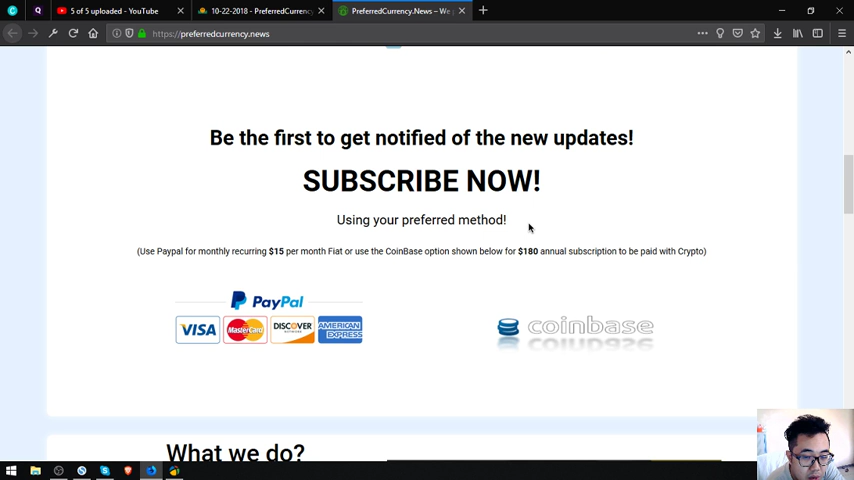 5 of 5 uploaded - YouTube
10-22-2018 - PreferredCurrency
PreferredCurrency.News – We
https://preferredcurrency.news
Be the first to get notified of the new updates!
SUBSCRIBE NOW!
Using your preferred method!
(Use Paypal for monthly recurring $15 per month Fiat or use the CoinBase option shown below for $180 annual subscription to be paid with Crypto)
PayPal
VISA
MasterCard
DISCOVER
NETWORK
AMERICAN
EXPRESS
coinbase
What we do?